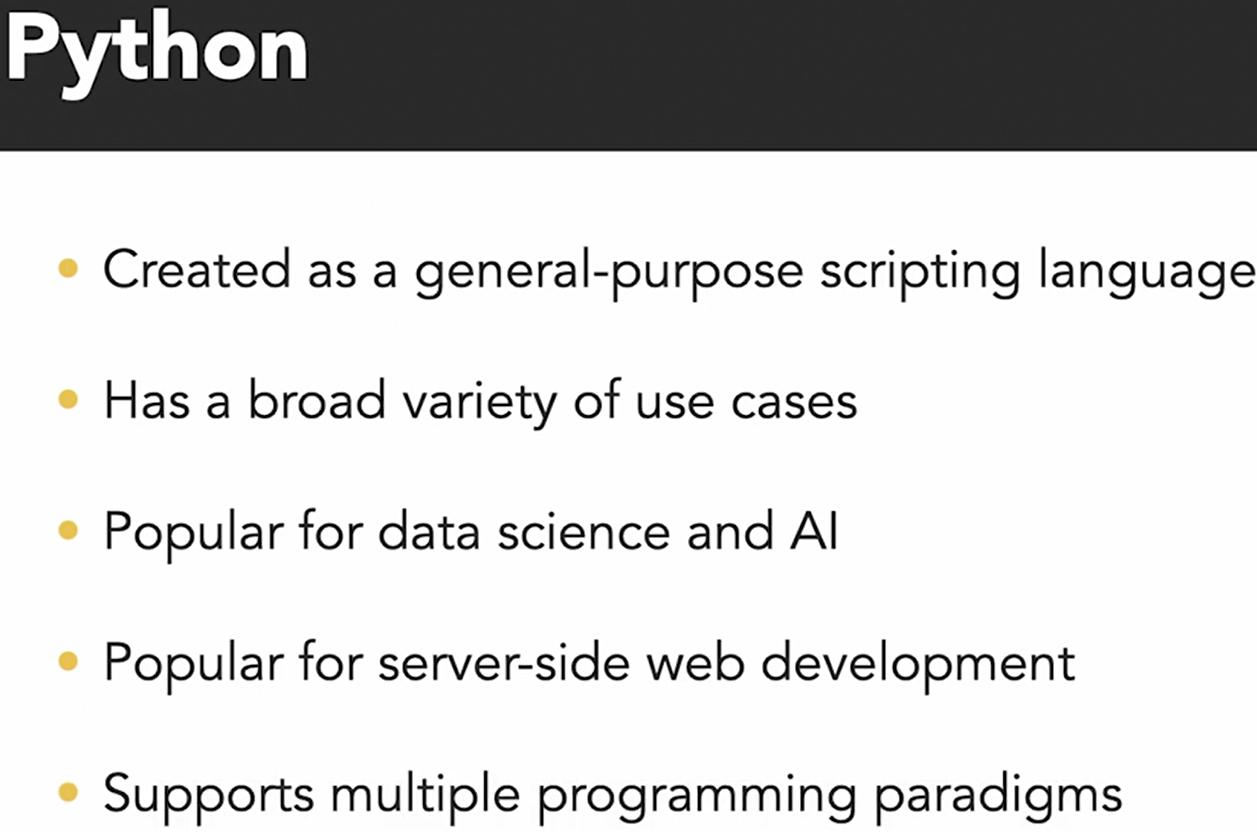 Python
Created as a general-purpose scripting language
Has a broad variety of use cases
Popular for data science and AI
Popular for server-side web development
Supports multiple programming paradigms